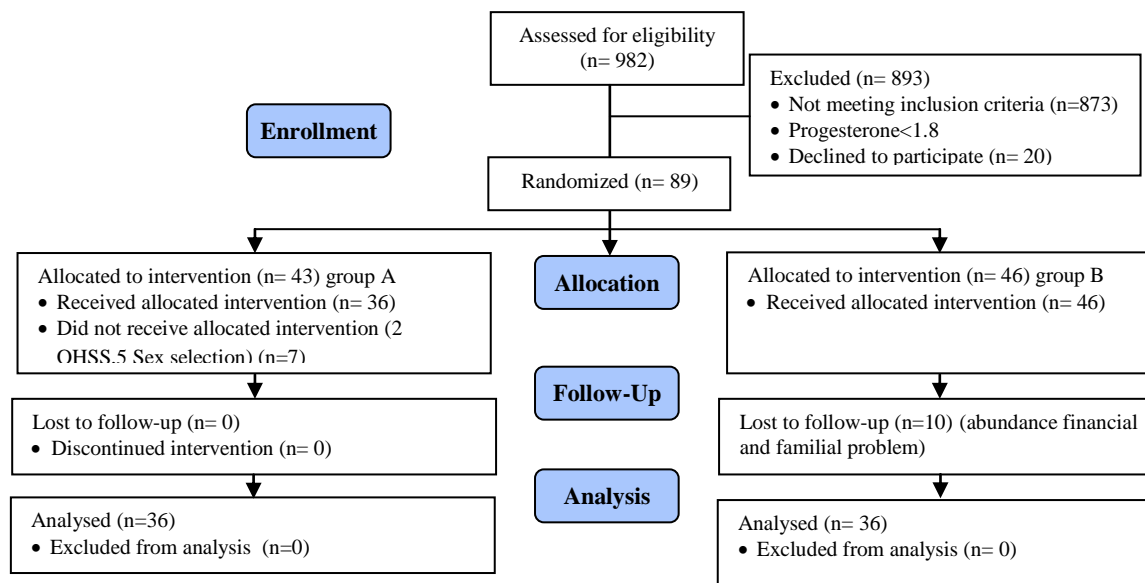 Assessed for eligibility
(n= 982)
Excluded (n= 893)
• Not meeting inclusion criteria (n=873)
• Progesterone<1.8
• Declined to participate (n= 20)
Enrollment
Randomized (n= 89)
Allocated to intervention (n= 43) group A
• Received allocated intervention (n= 36)
• Did not receive allocated intervention (2
OHSS,5 Sex selection) (n=7)
Allocation
Allocated to intervention (n= 46) group B
• Received allocated intervention (n= 46)
Follow-Up
Lost to follow-up (n= 0)
• Discontinued intervention (n= 0)
Lost to follow-up (n=10) (abundance financial
and familial problem)
Analysis
Analysed (n=36)
• Excluded from analysis (n=0)
Analysed (n= 36)
• Excluded from analysis (n= 0)